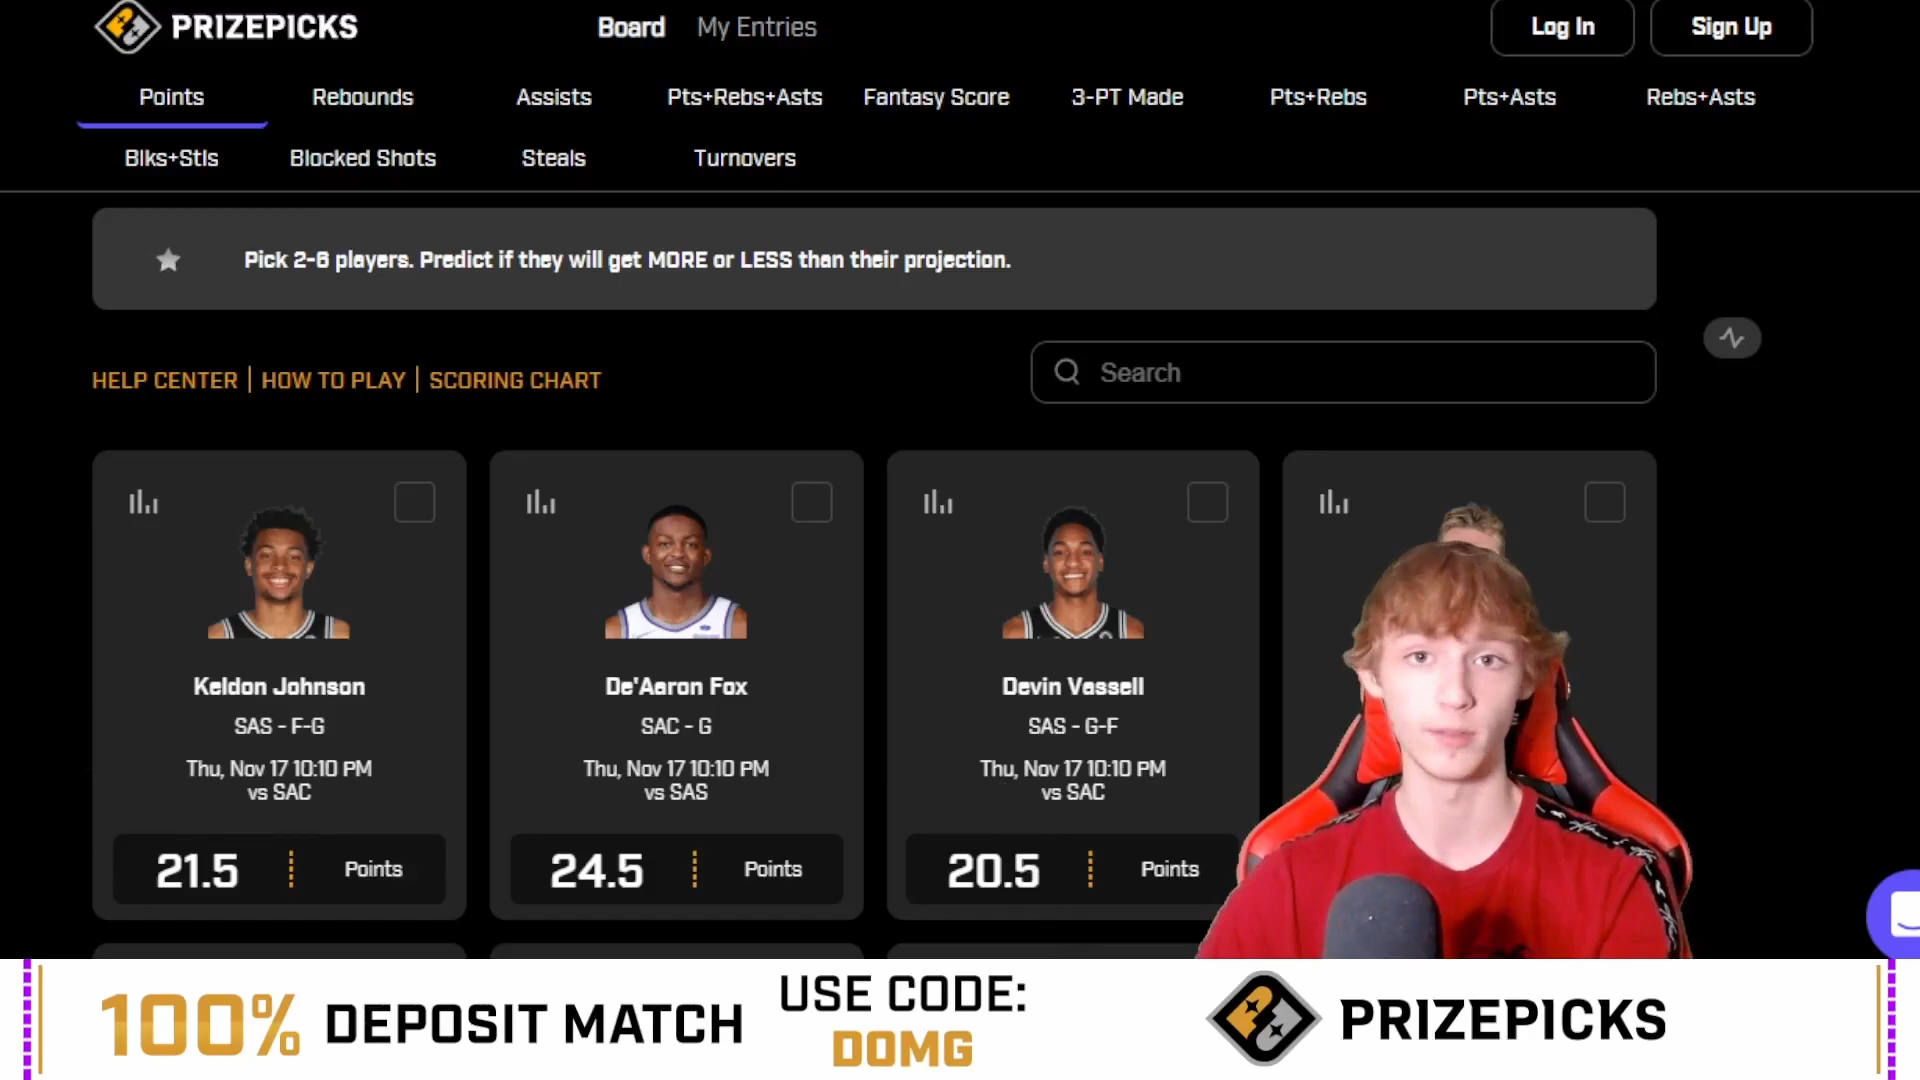 PRIZEPICKS
Board My Entries
Log In Sign Up
Points Rebounds Assists Pts+Rebs+Asts Fantasy Score 3-PT Made Pts+Rebs Pts+Asts Rebs+Asts
Blks+Stls Blocked Shots Steals Turnovers
Pick 2-6 players. Predict if they will get MORE or LESS than their projection.
HELP CENTER | HOW TO PLAY | SCORING CHART
Search
Keldon Johnson
SAS - F-G
Thu, Nov 17 10:10 PM
vs SAC
21.5 Points
De'Aaron Fox
SAC - G
Thu, Nov 17 10:10 PM
vs SAS
24.5 Points
Devin Vassell
SAS - G-F
Thu, Nov 17 10:10 PM
vs SAC
20.5 Points
100% DEPOSIT MATCH
USE CODE:
DOMG
PRIZEPICKS